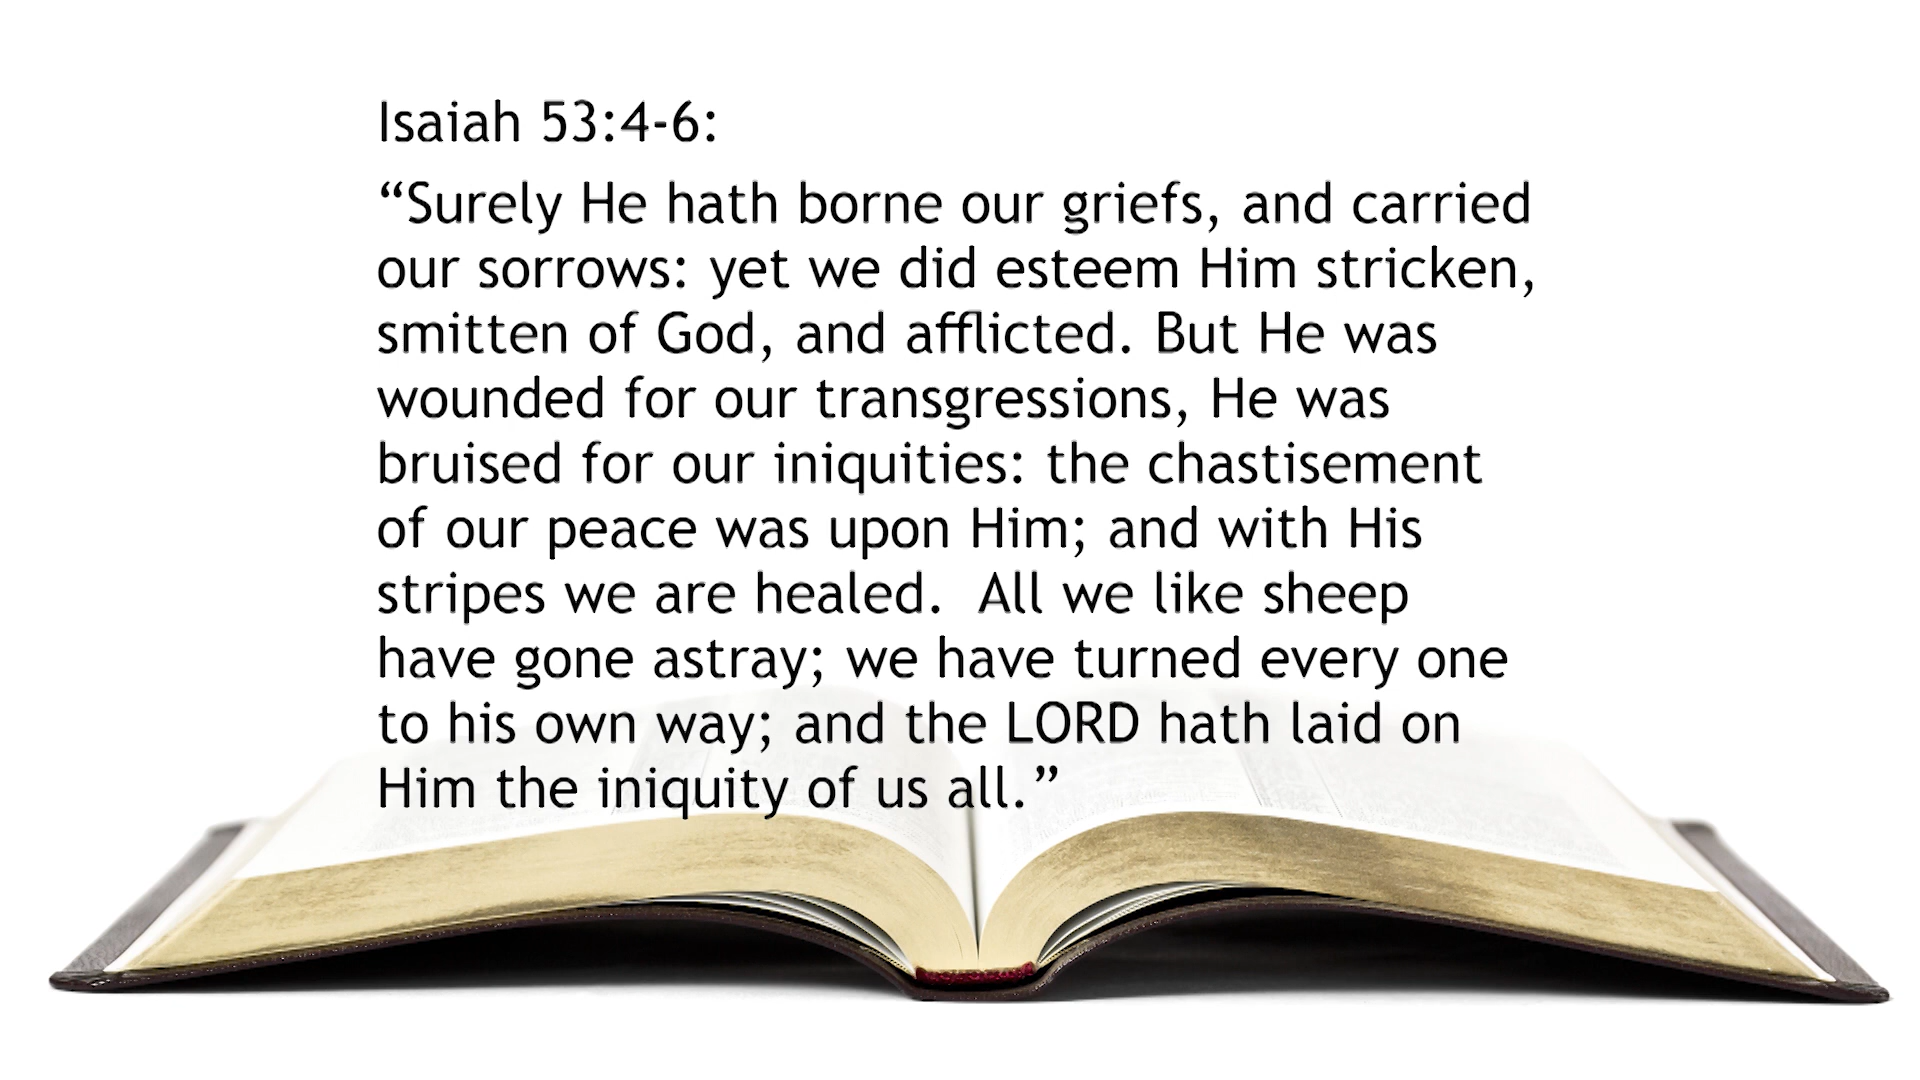 Isaiah 53:4-6:
“Surely He hath borne our griefs, and carried
our sorrows: yet we did esteem Him stricken,
smitten of God, and afflicted. But He was
wounded for our transgressions, He was
bruised for our iniquities: the chastisement
of our peace was upon Him; and with His
stripes we are healed.  All we like sheep
have gone astray; we have turned every one
to his own way; and the LORD hath laid on
Him the iniquity of us all.”